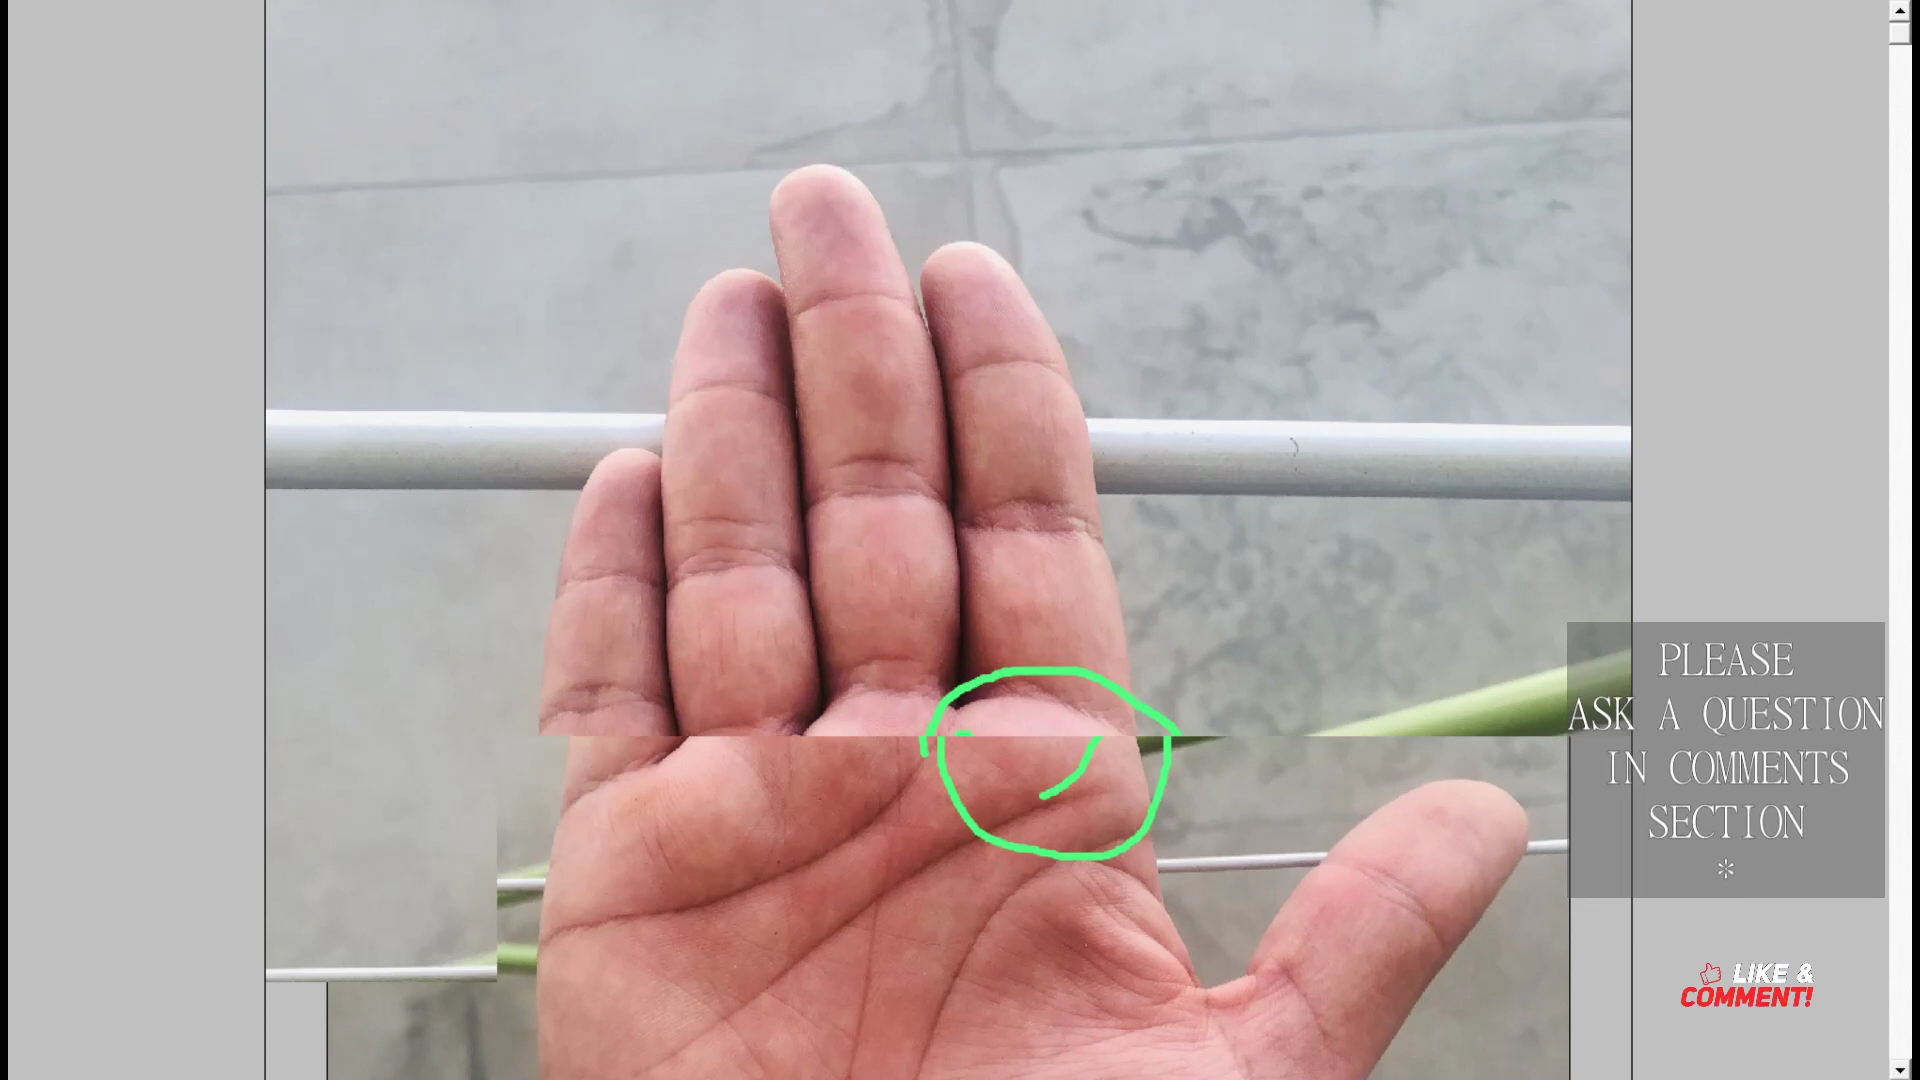 PLEASE
ASK A QUESTION
IN COMMENTS
SECTION
*
LIKE &
COMMENT!